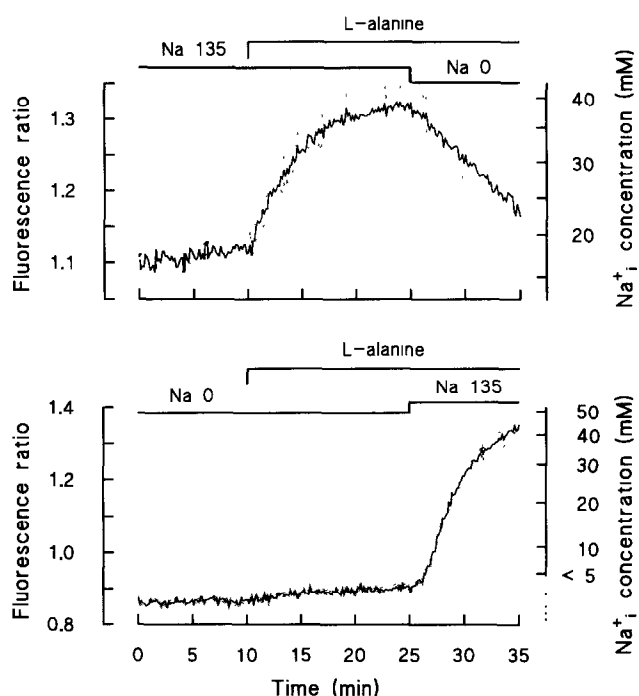 L-alanine
Na 135
Na 0
Fluorescence ratio
1.3
1.2
1.1
40
30
20
Na+i concentration (mM)
L-alanine
Na 0
Na 135
Fluorescence ratio
1.4
1.2
1.0
0.8
50
40
30
20
10
< 5
Na+i concentration (mM)
0 5 10 15 20 25 30 35
Time (min)